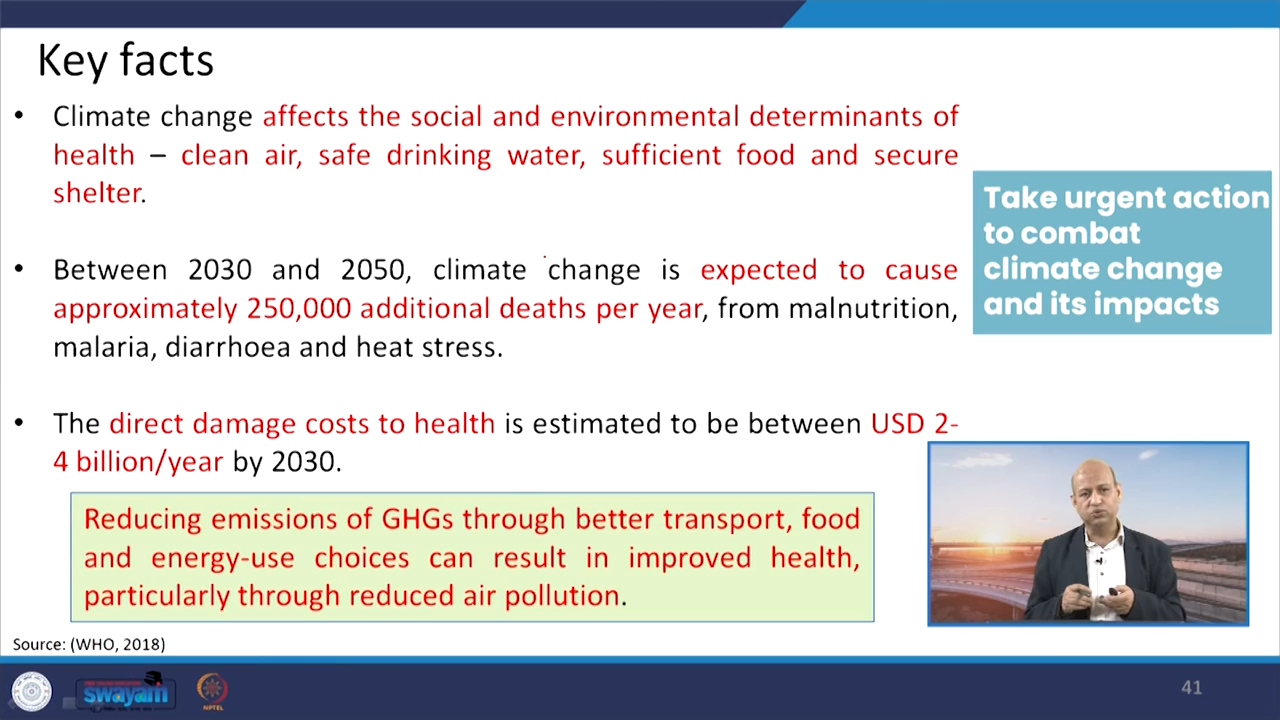 Key facts
• Climate change affects the social and environmental determinants of
health – clean air, safe drinking water, sufficient food and secure
shelter.
• Between 2030 and 2050, climate change is expected to cause
approximately 250,000 additional deaths per year, from malnutrition,
malaria, diarrhoea and heat stress.
• The direct damage costs to health is estimated to be between USD 2-
4 billion/year by 2030.
Reducing emissions of GHGs through better transport, food
and energy-use choices can result in improved health,
particularly through reduced air pollution.
Take urgent action
to combat
climate change
and its impacts
Source: (WHO, 2018)
swayam
NPTEL
41